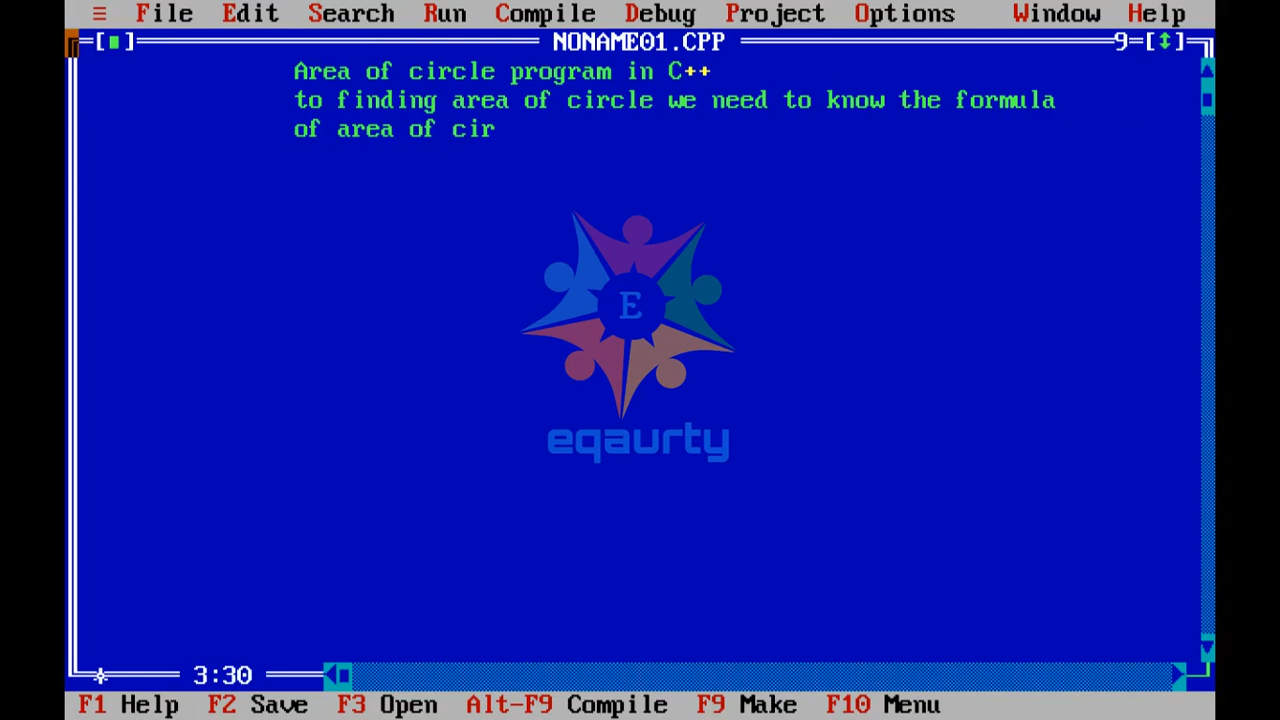 ≡ File Edit Search Run Compile Debug Project Options Window Help
[■] NONAME01.CPP 9=[↕]
Area of circle program in C++
to finding area of circle we need to know the formula
of area of cir
E
eqaurty
3:30
F1 Help F2 Save F3 Open Alt-F9 Compile F9 Make F10 Menu